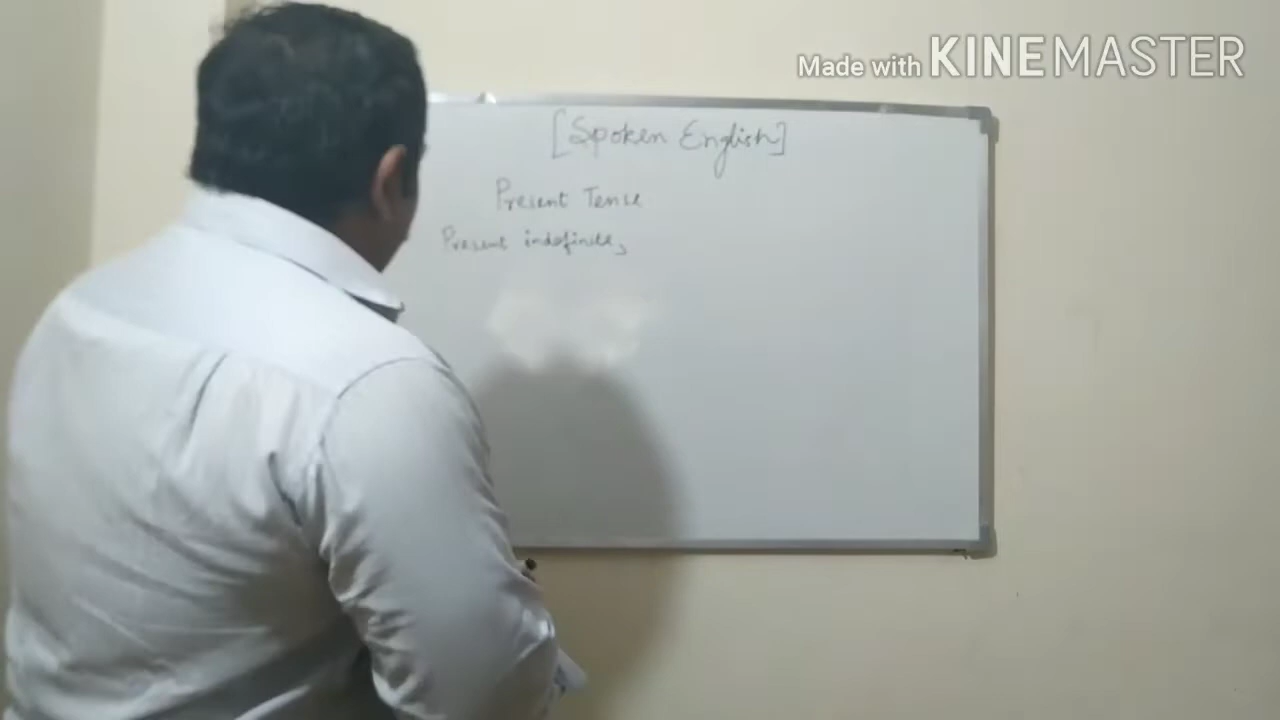 Made with KINEMASTER
[Spoken English]
Present Tense
Present indefinite,